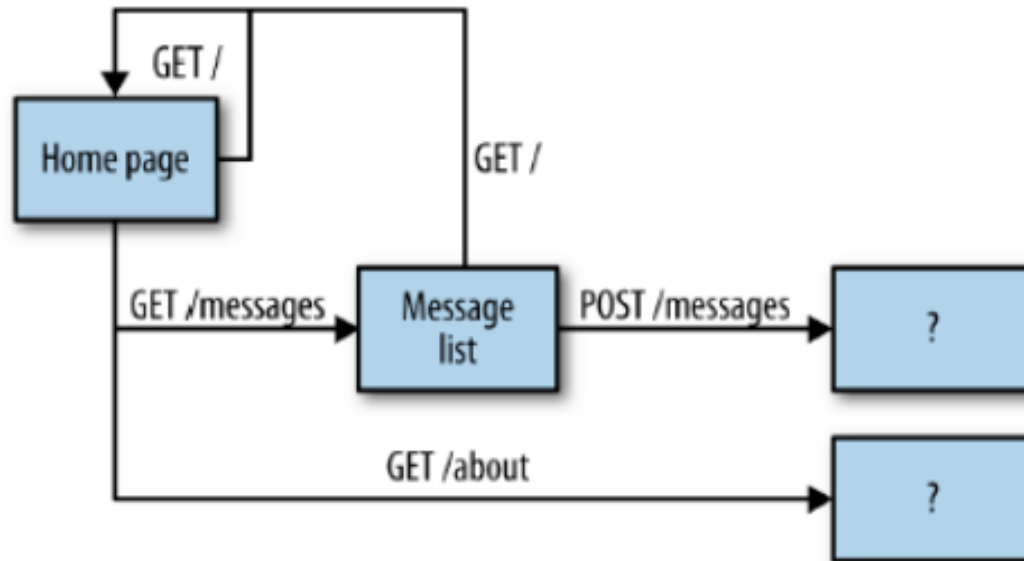 GET /
Home page
GET /
GET /messages
Message
list
POST /messages
?
GET /about
?